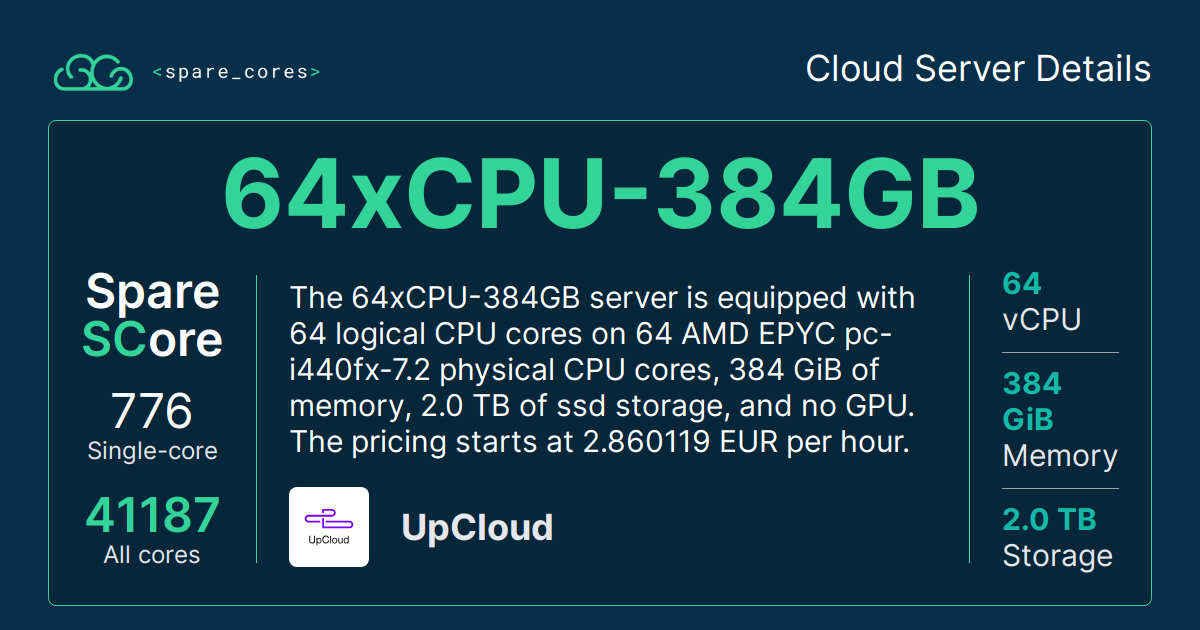 <spare_cores>
Cloud Server Details
64xCPU-384GB
Spare
SCore
776
Single-core
41187
All cores
The 64xCPU-384GB server is equipped with
64 logical CPU cores on 64 AMD EPYC pc-
i440fx-7.2 physical CPU cores, 384 GiB of
memory, 2.0 TB of ssd storage, and no GPU.
The pricing starts at 2.860119 EUR per hour.
UpCloud
UpCloud
64
vCPU
384
GiB
Memory
2.0 TB
Storage